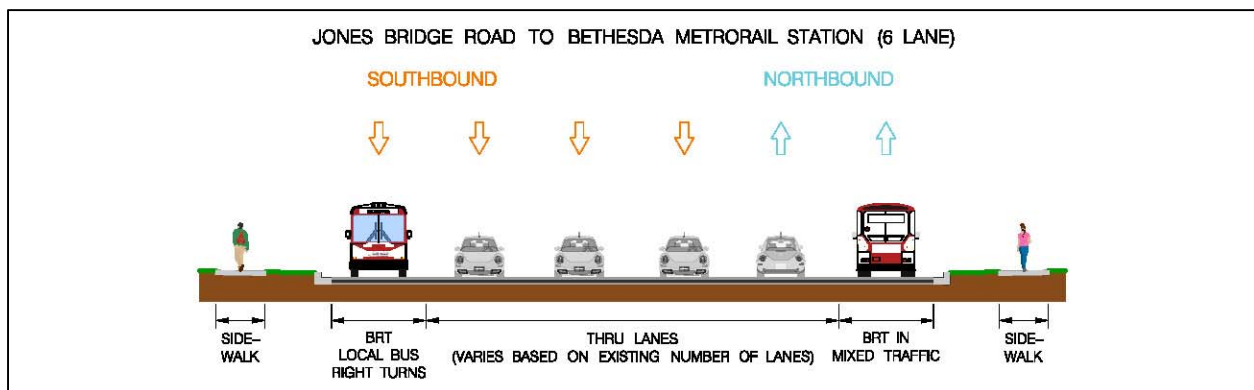 JONES BRIDGE ROAD TO BETHESDA METRORAIL STATION (6 LANE)
SOUTHBOUND
NORTHBOUND
SIDE-
WALK
BRT
LOCAL BUS
RIGHT TURNS
THRU LANES
(VARIES BASED ON EXISTING NUMBER OF LANES)
BRT IN
MIXED TRAFFIC
SIDE-
WALK